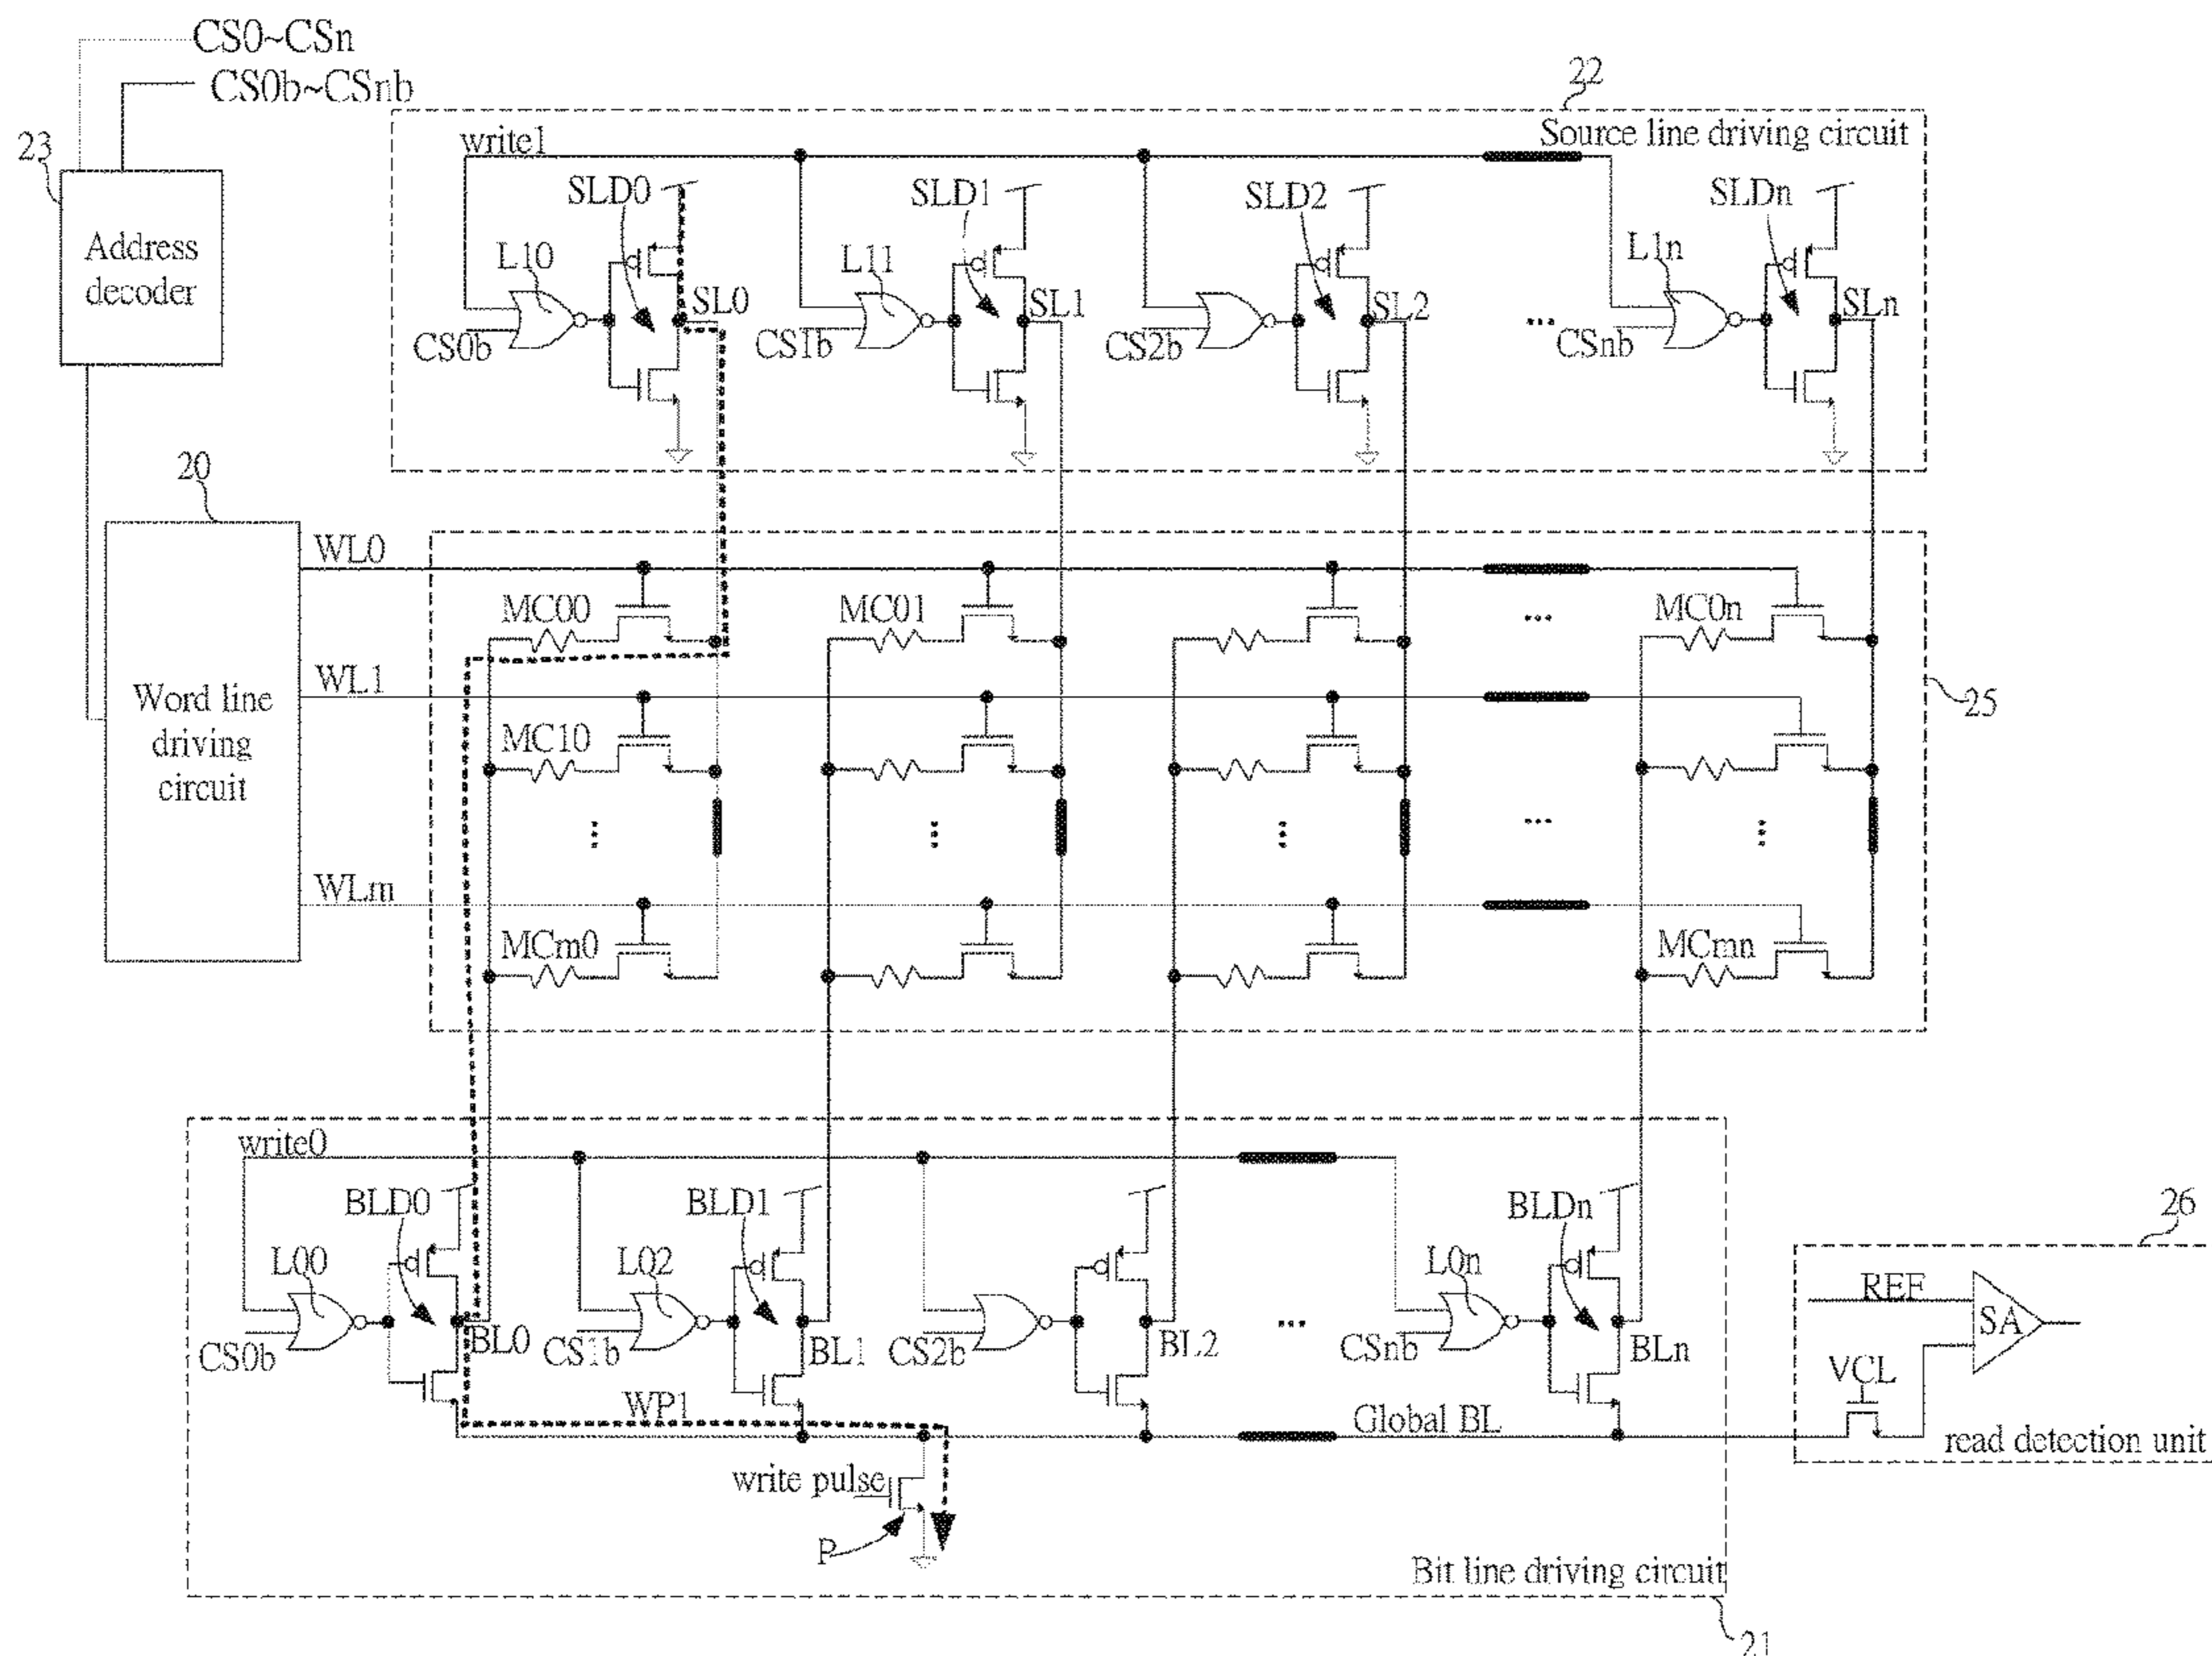 CS0~CSn
CS0b~CSnb
23
Address
decoder
22
Source line driving circuit
write1
SLD0
SLD1
SLD2
SLDn
L10
L11
L1n
SL0
SL1
SL2
SLn
CS0b
CS1b
CS2b
...
CSnb
20
Word line
driving
circuit
WL0
WL1
WLm
MC00
MC01
...
MC0n
MC10
...
MCm0
MCmn
25
write0
BLD0
BLD1
BLDn
L00
L02
L0n
CS0b
BL0
CS1b
BL1
CS2b
BL2
...
CSnb
BLn
WP1
Global BL
write pulse
P
Bit line driving circuit
21
26
REF
SA
VCL
read detection unit